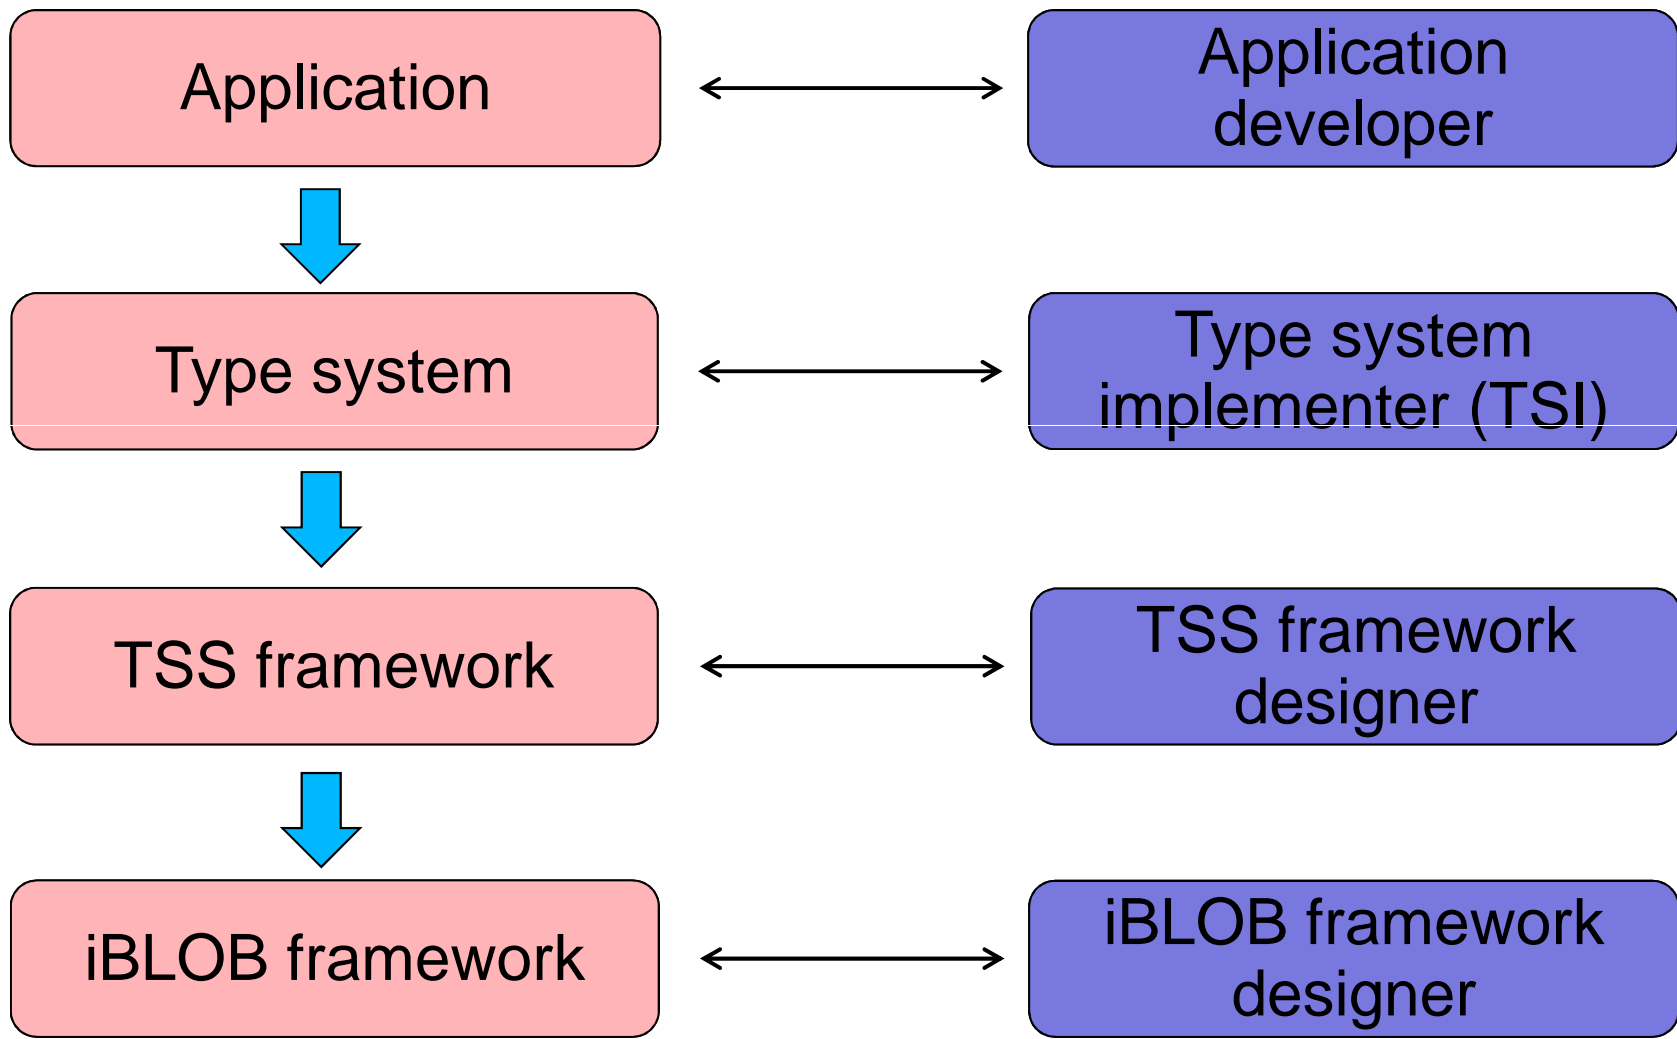 Application
Application
developer
Type system
Type system
implementer (TSI)
TSS framework
TSS framework
designer
iBLOB framework
iBLOB framework
designer